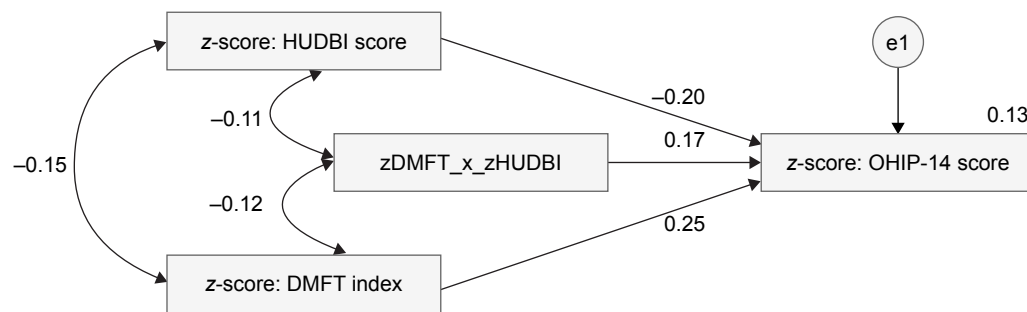 z-score: HUDBI score
e1
–0.20
–0.11
0.13
0.17
–0.15
zDMFT_x_zHUDBI
z-score: OHIP-14 score
–0.12
0.25
z-score: DMFT index